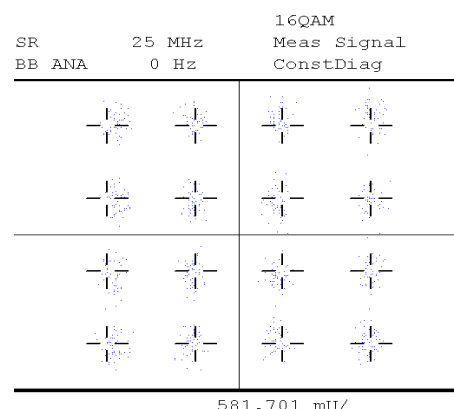 16QAM
SR 25 MHz Meas Signal
BB ANA 0 Hz ConstDiag
581.701 mU/